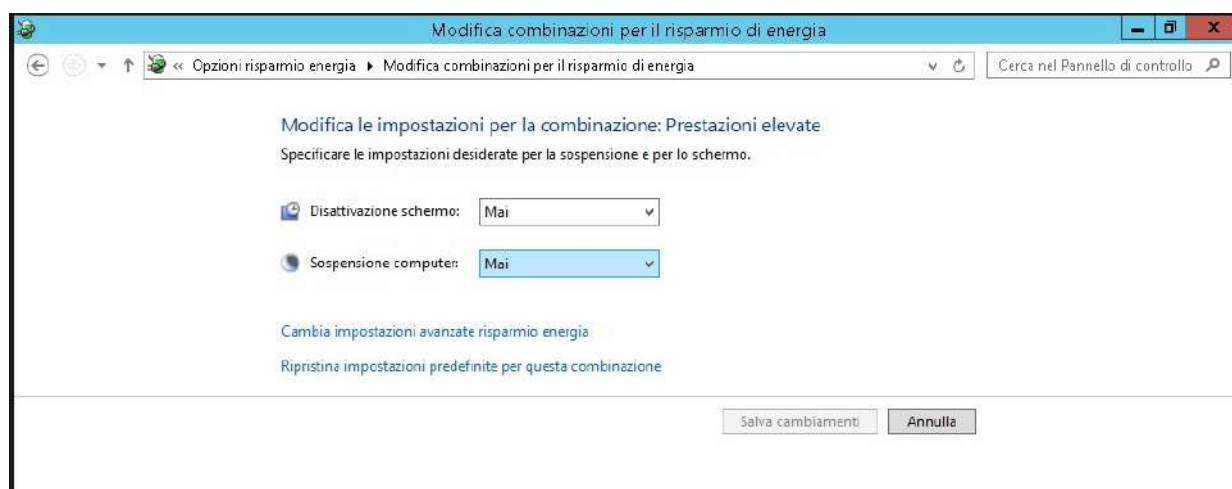 Modifica combinazioni per il risparmio di energia
« Opzioni risparmio energia ▸ Modifica combinazioni per il risparmio di energia
Cerca nel Pannello di controllo
Modifica le impostazioni per la combinazione: Prestazioni elevate
Specificare le impostazioni desiderate per la sospensione e per lo schermo.
Disattivazione schermo: Mai
Sospensione computer: Mai
Cambia impostazioni avanzate risparmio energia
Ripristina impostazioni predefinite per questa combinazione
Salva cambiamenti Annulla